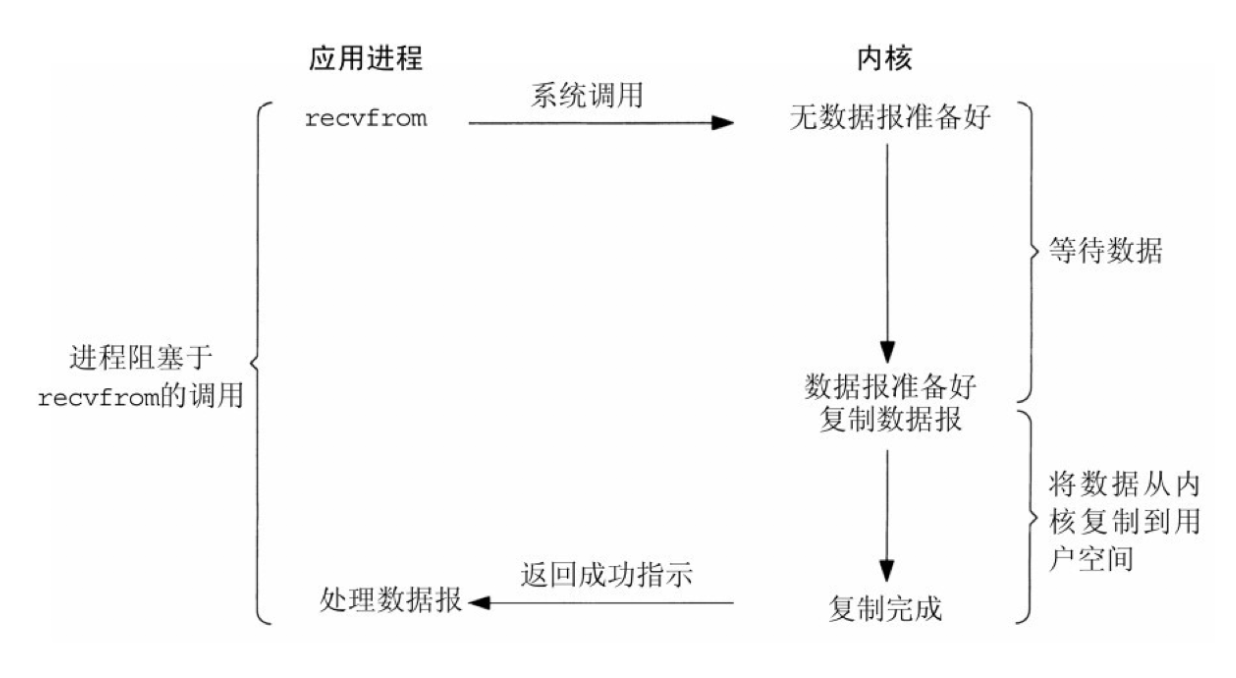 应用进程
内核
系统调用
recvfrom
无数据报准备好
等待数据
进程阻塞于
recvfrom的调用
数据报准备好
复制数据报
将数据从内
核复制到用
户空间
返回成功指示
处理数据报
复制完成